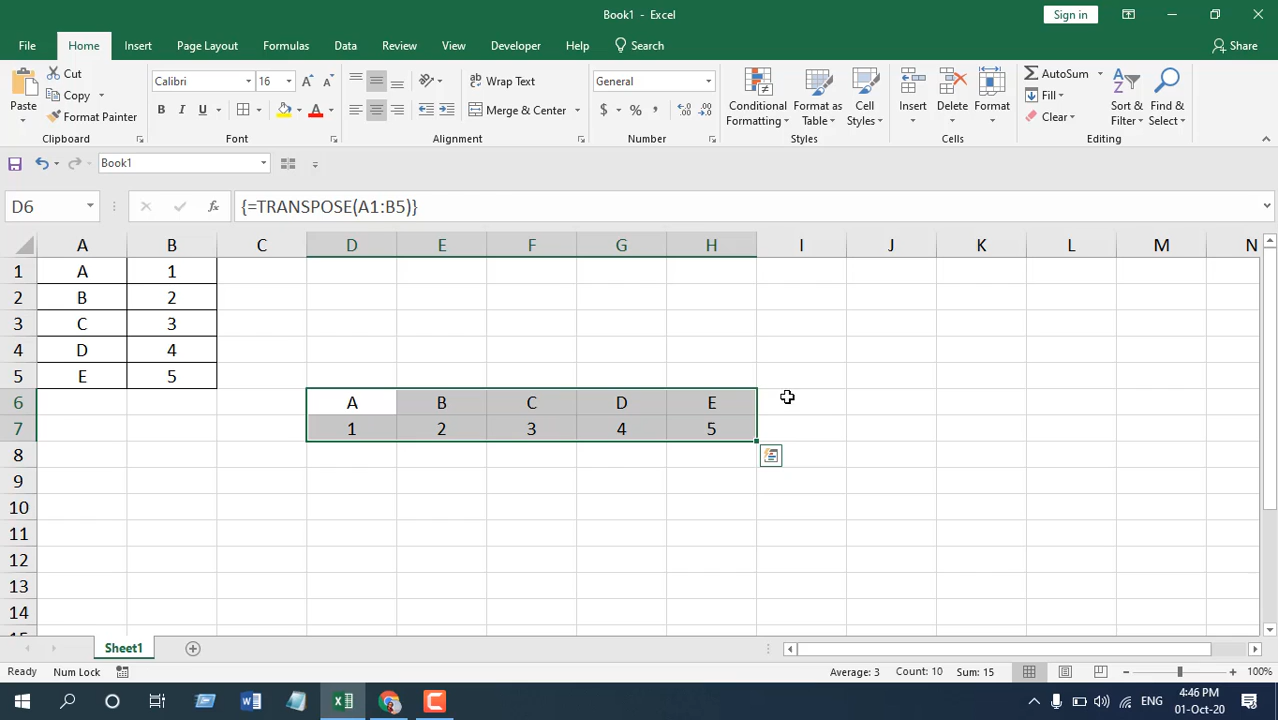 Book1 - Excel
Sign in
File Home Insert Page Layout Formulas Data Review View Developer Help Search Share
Paste
Cut
Copy
Format Painter
Clipboard
Calibri 16
B I U
Font
Wrap Text
Merge & Center
Alignment
General
$ % ,
Number
Conditional Formatting
Format as Table
Cell Styles
Styles
Insert Delete Format
Cells
AutoSum
Fill
Clear
Sort & Filter
Find & Select
Editing
Book1
D6 fx {=TRANSPOSE(A1:B5)}
A B C D E F G H I J K L M N
1 A 1
2 B 2
3 C 3
4 D 4
5 E 5
6 A B C D E
7 1 2 3 4 5
8
9
10
11
12
13
14
15
Sheet1
Ready Num Lock Average: 3 Count: 10 Sum: 15 100%
ENG 4:46 PM
01-Oct-20